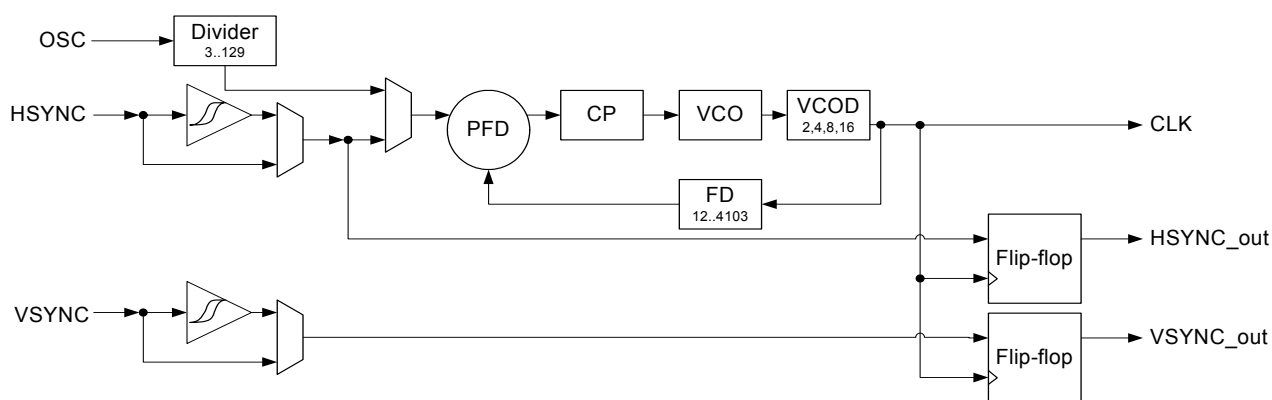 OSC
Divider
3..129
HSYNC
PFD
CP
VCO
VCOD
2,4,8,16
CLK
FD
12..4103
Flip-flop
HSYNC_out
VSYNC
Flip-flop
VSYNC_out